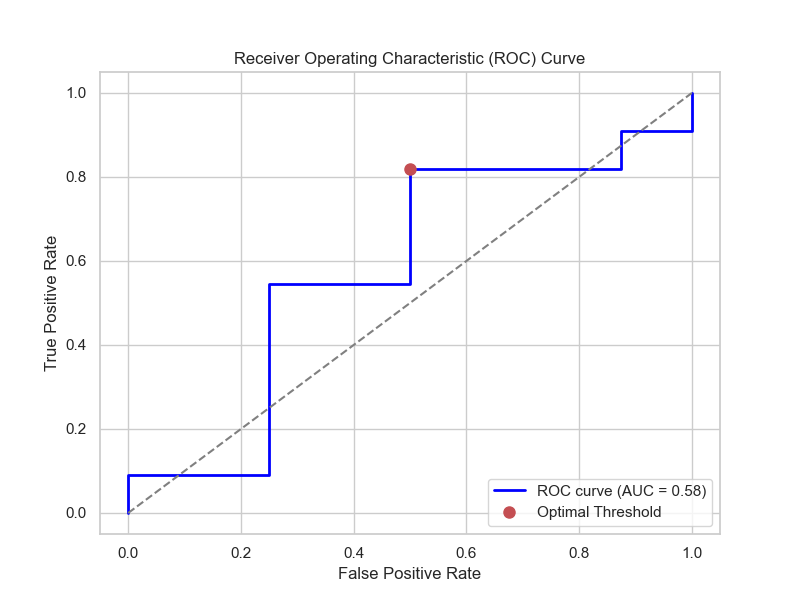 Receiver Operating Characteristic (ROC) Curve
True Positive Rate
1.0
0.8
0.6
0.4
0.2
0.0
ROC curve (AUC = 0.58)
Optimal Threshold
0.0 0.2 0.4 0.6 0.8 1.0
False Positive Rate